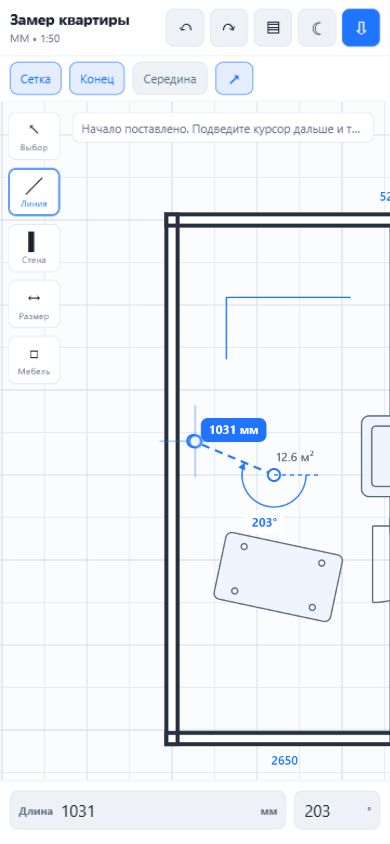 Замер квартиры
ММ • 1:50
Сетка
Конец
Середина
Начало поставлено. Подведите курсор дальше и т...
Выбор
Линия
Стена
Размер
Мебель
1031 мм
12.6 м²
203°
2650
Длина 1031 мм
203 °